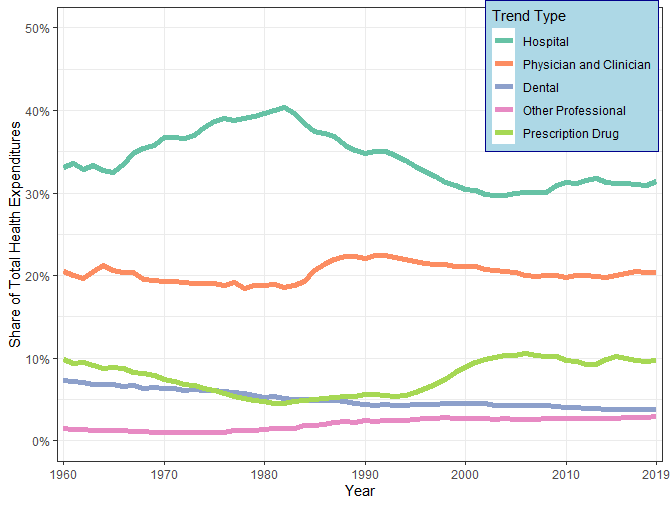 Trend Type
Hospital
Physician and Clinician
Dental
Other Professional
Prescription Drug
Share of Total Health Expenditures
50%
40%
30%
20%
10%
0%
1960 1970 1980 1990 2000 2010 2019
Year